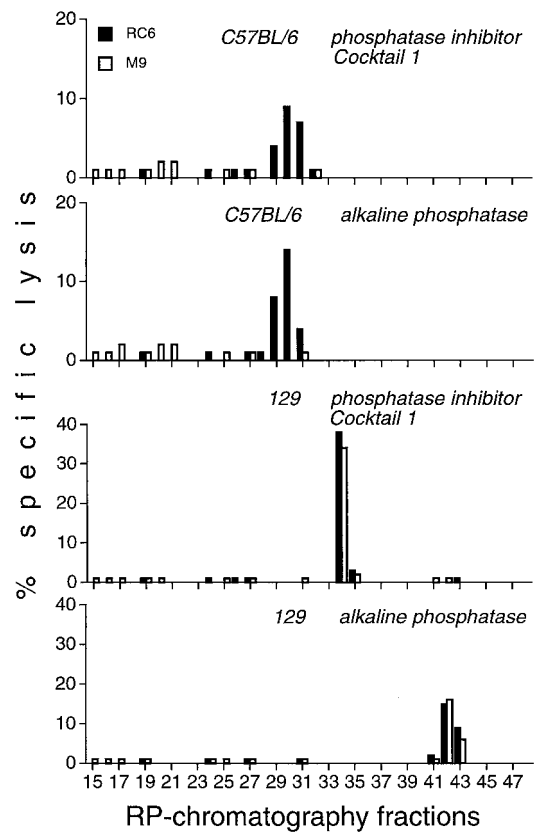 20
RC6
M9
C57BL/6 phosphatase inhibitor
Cocktail 1
10
0
20
C57BL/6 alkaline phosphatase
10
0
129 phosphatase inhibitor
Cocktail 1
40
30
20
10
0
40
129 alkaline phosphatase
30
20
10
0
% specific lysis
15 17 19 21 23 25 27 29 31 33 35 37 39 41 43 45 47
RP-chromatography fractions